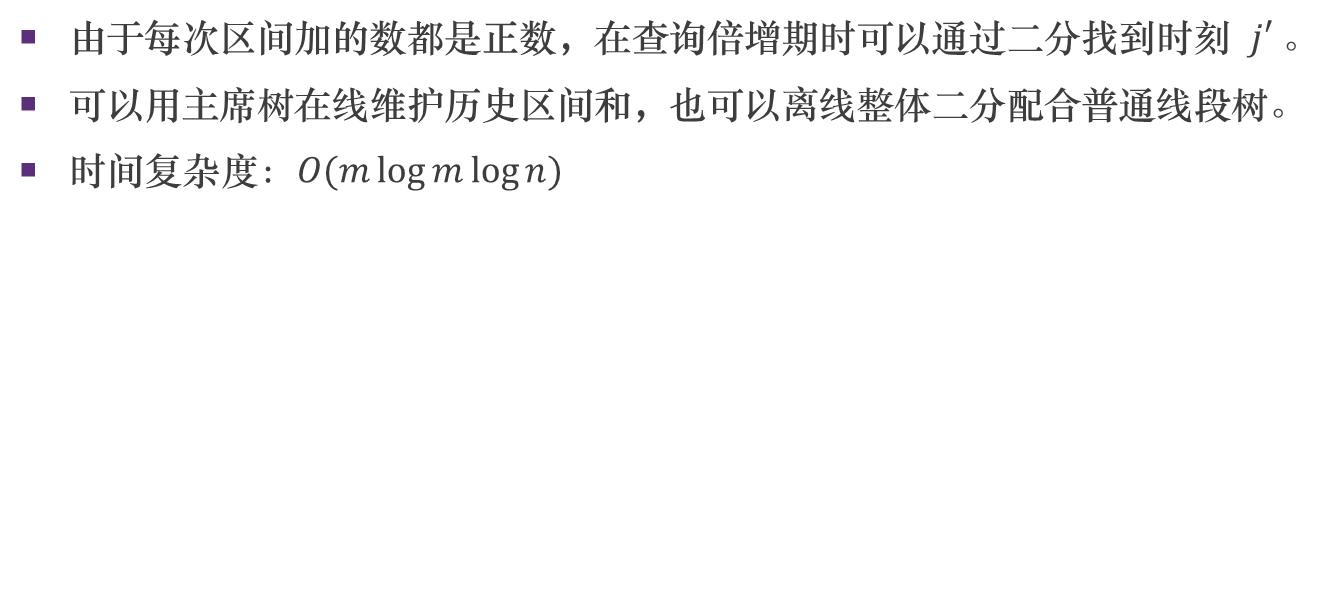 由于每次区间加的数都是正数，在查询倍增期时可以通过二分找到时刻 j′ 。
可以用主席树在线维护历史区间和，也可以离线整体二分配合普通线段树。
时间复杂度：O(m log m log n)